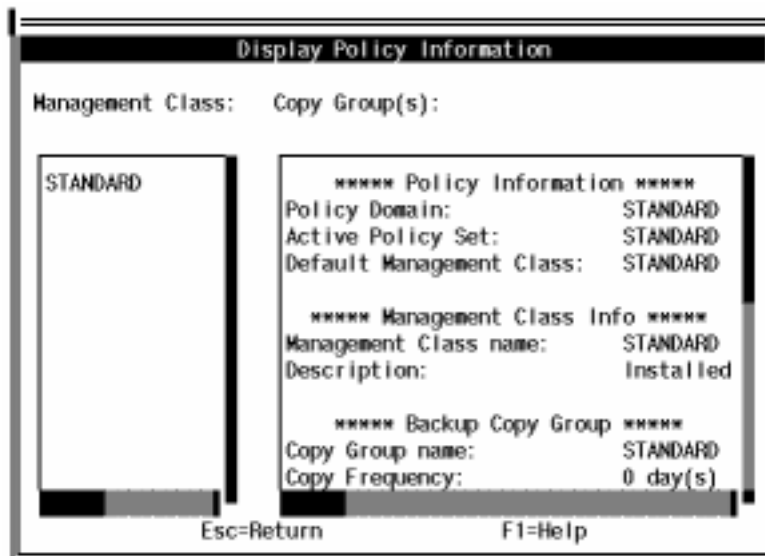 Display Policy Information
Management Class: Copy Group(s):
STANDARD
***** Policy Information *****
Policy Domain: STANDARD
Active Policy Set: STANDARD
Default Management Class: STANDARD
***** Management Class Info *****
Management Class name: STANDARD
Description: Installed
***** Backup Copy Group *****
Copy Group name: STANDARD
Copy Frequency: 0 day(s)
Esc=Return F1=Help